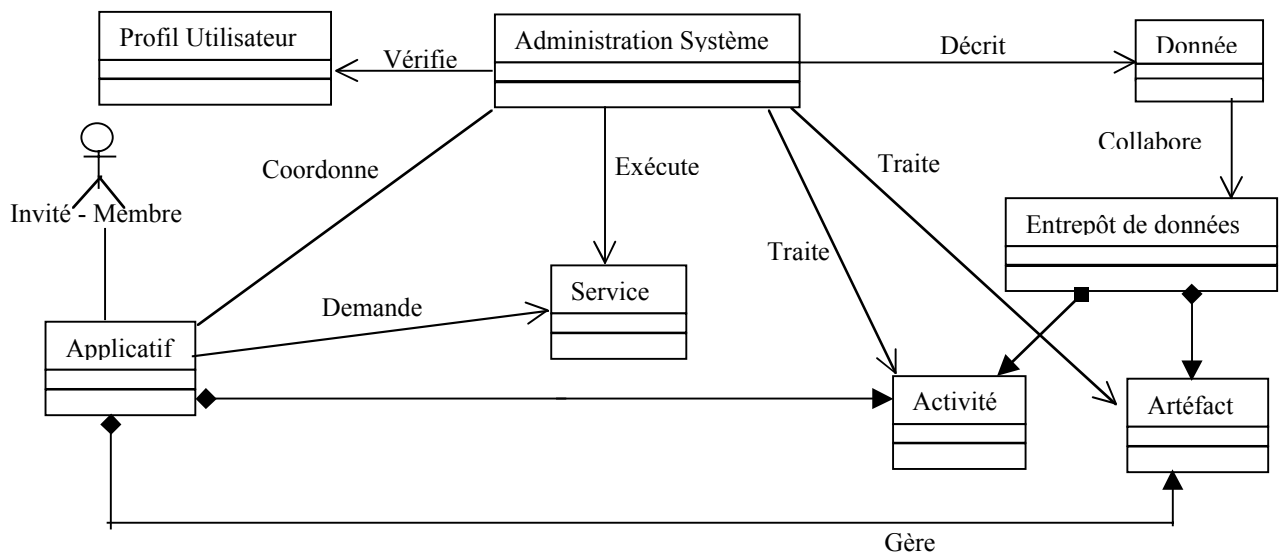 Profil Utilisateur
Administration Système
Donnée
Vérifie
Décrit
Collabore
Coordonne
Exécute
Traite
Invité - Membre
Entrepôt de données
Traite
Service
Demande
Applicatif
Activité
Artéfact
Gère